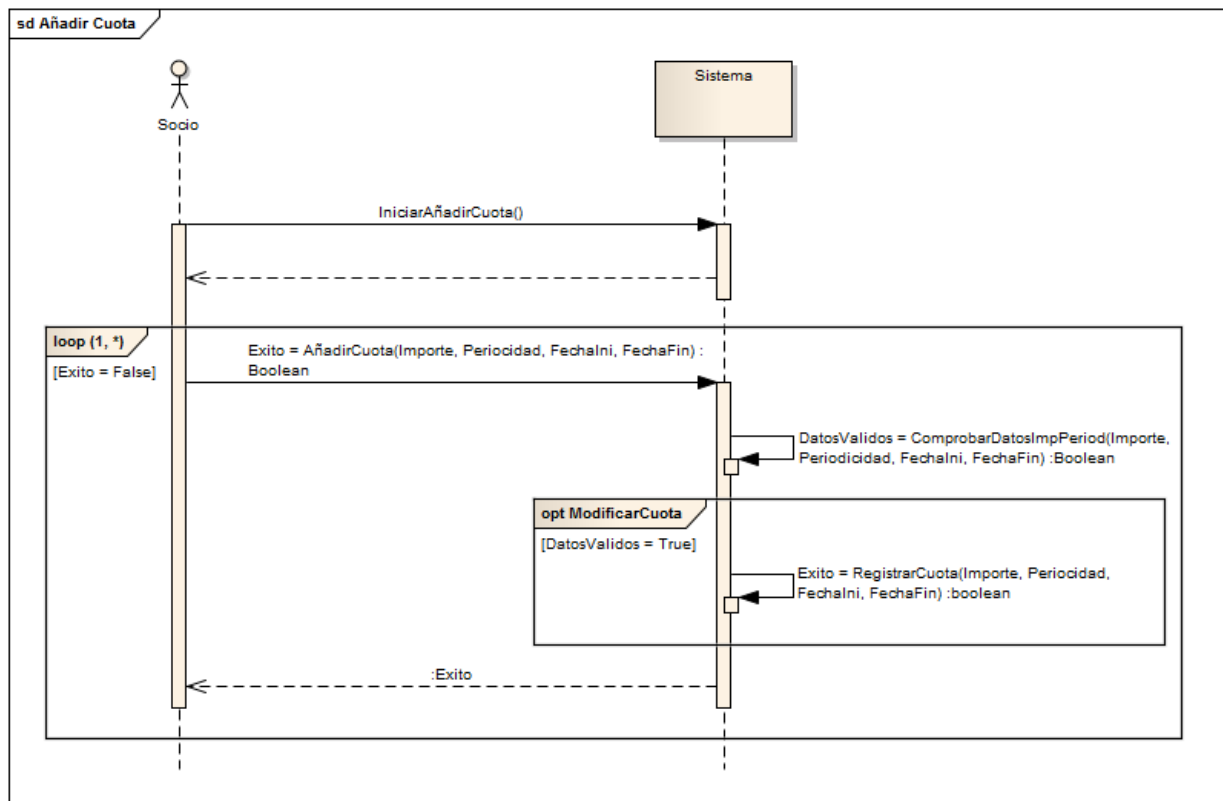 sd Añadir Cuota
Socio
Sistema
IniciarAñadirCuota()
loop (1, *)
[Exito = False]
Exito = AñadirCuota(Importe, Periocidad, FechaIni, FechaFin) :
Boolean
DatosValidos = ComprobarDatosImpPeriod(Importe,
Periodicidad, FechaIni, FechaFin) :Boolean
opt ModificarCuota
[DatosValidos = True]
Exito = RegistrarCuota(Importe, Periocidad,
FechaIni, FechaFin) :boolean
:Exito